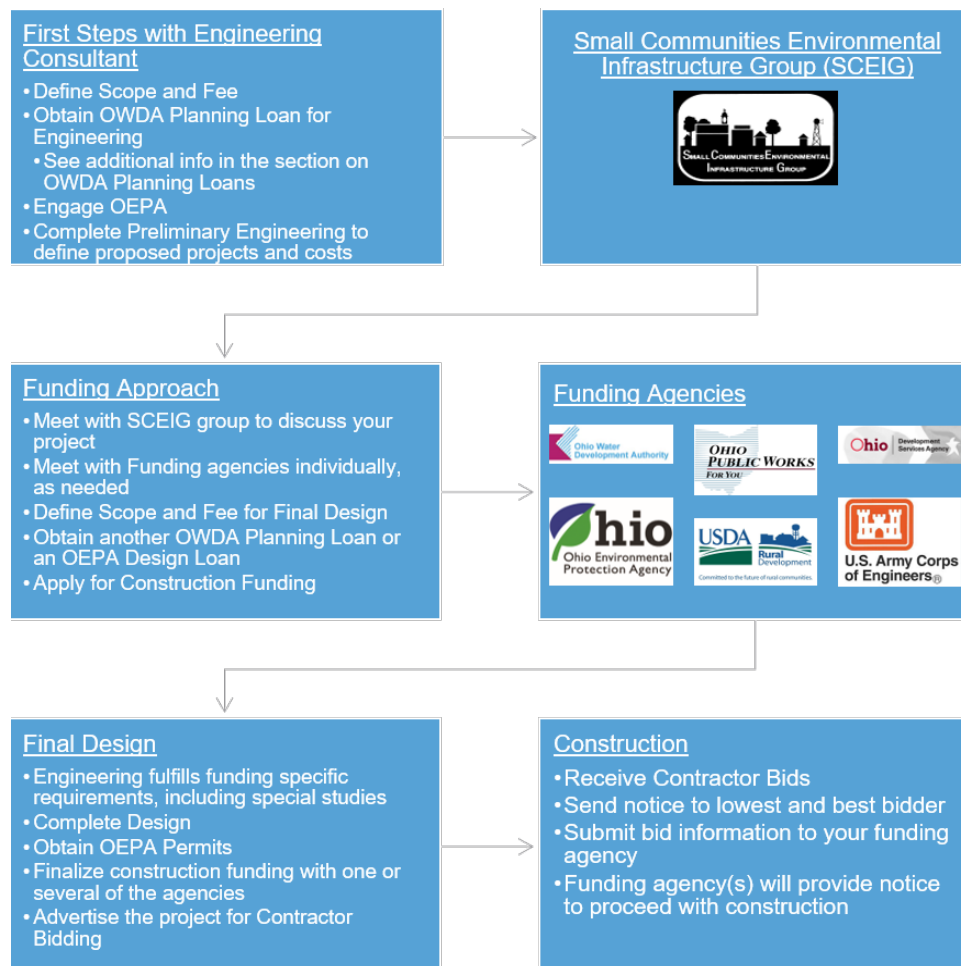 First Steps with Engineering
Consultant
• Define Scope and Fee
• Obtain OWDA Planning Loan for
Engineering
• See additional info in the section on
OWDA Planning Loans
• Engage OEPA
• Complete Preliminary Engineering to
define proposed projects and costs
Small Communities Environmental
Infrastructure Group (SCEIG)
SMALL COMMUNITIES ENVIRONMENTAL
INFRASTRUCTURE GROUP
Funding Approach
• Meet with SCEIG group to discuss your
project
• Meet with Funding agencies individually,
as needed
• Define Scope and Fee for Final Design
• Obtain another OWDA Planning Loan or
an OEPA Design Loan
• Apply for Construction Funding
Funding Agencies
Ohio Water
Development Authority
OHIO
PUBLIC WORKS
FOR YOU
Ohio Development
Services Agency
Ohio
Ohio Environmental
Protection Agency
USDA Rural
Development
Committed to the future of rural communities.
U.S. Army Corps
of Engineers®
Final Design
• Engineering fulfills funding specific
requirements, including special studies
• Complete Design
• Obtain OEPA Permits
• Finalize construction funding with one or
several of the agencies
• Advertise the project for Contractor
Bidding
Construction
• Receive Contractor Bids
• Send notice to lowest and best bidder
• Submit bid information to your funding
agency
• Funding agency(s) will provide notice
to proceed with construction